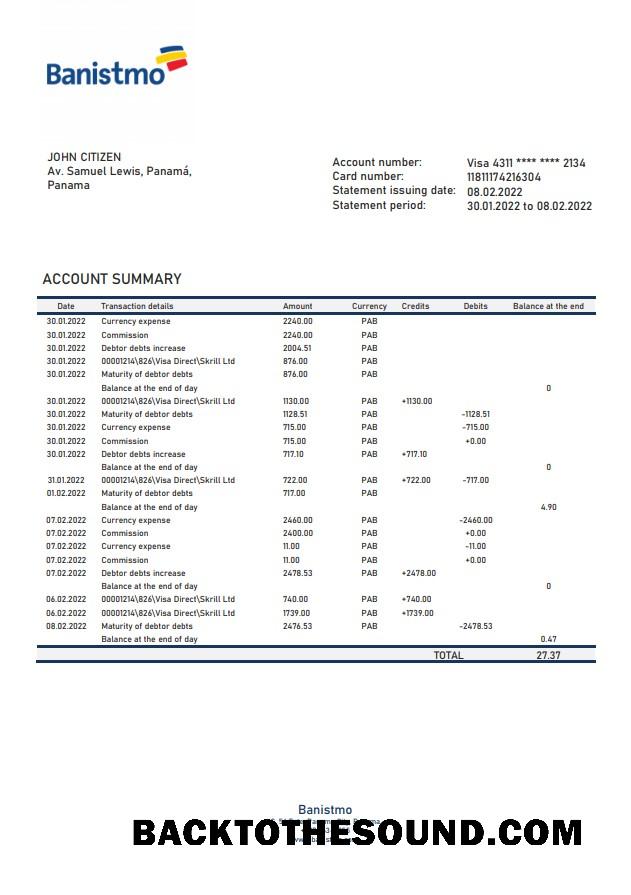 Banistmo
JOHN CITIZEN
Av. Samuel Lewis, Panamá,
Panama
Account number: Visa 4311 **** **** 2134
Card number: 11811174216304
Statement issuing date: 08.02.2022
Statement period: 30.01.2022 to 08.02.2022
ACCOUNT SUMMARY
Date Transaction details Amount Currency Credits Debits Balance at the end
30.01.2022 Currency expense 2240.00 PAB
30.01.2022 Commission 2240.00 PAB
30.01.2022 Debtor debts increase 2004.51 PAB
30.01.2022 00001214\826\Visa Direct\Skrill Ltd 876.00 PAB
30.01.2022 Maturity of debtor debts 876.00 PAB
Balance at the end of day 0
30.01.2022 00001214\826\Visa Direct\Skrill Ltd 1130.00 PAB +1130.00
30.01.2022 Maturity of debtor debts 1128.51 PAB -1128.51
30.01.2022 Currency expense 715.00 PAB -715.00
30.01.2022 Commission 715.00 PAB +0.00
30.01.2022 Debtor debts increase 717.10 PAB +717.10
Balance at the end of day 0
31.01.2022 00001214\826\Visa Direct\Skrill Ltd 722.00 PAB +722.00 -717.00
01.02.2022 Maturity of debtor debts 717.00 PAB
Balance at the end of day 4.90
07.02.2022 Currency expense 2460.00 PAB -2460.00
07.02.2022 Commission 2400.00 PAB +0.00
07.02.2022 Currency expense 11.00 PAB -11.00
07.02.2022 Commission 11.00 PAB +0.00
07.02.2022 Debtor debts increase 2478.53 PAB +2478.00
Balance at the end of day 0
06.02.2022 00001214\826\Visa Direct\Skrill Ltd 740.00 PAB +740.00
06.02.2022 00001214\826\Visa Direct\Skrill Ltd 1739.00 PAB +1739.00
08.02.2022 Maturity of debtor debts 2476.53 PAB -2478.53
Balance at the end of day 0.47
TOTAL 27.37
Banistmo
BACKTOTHESOUND.COM